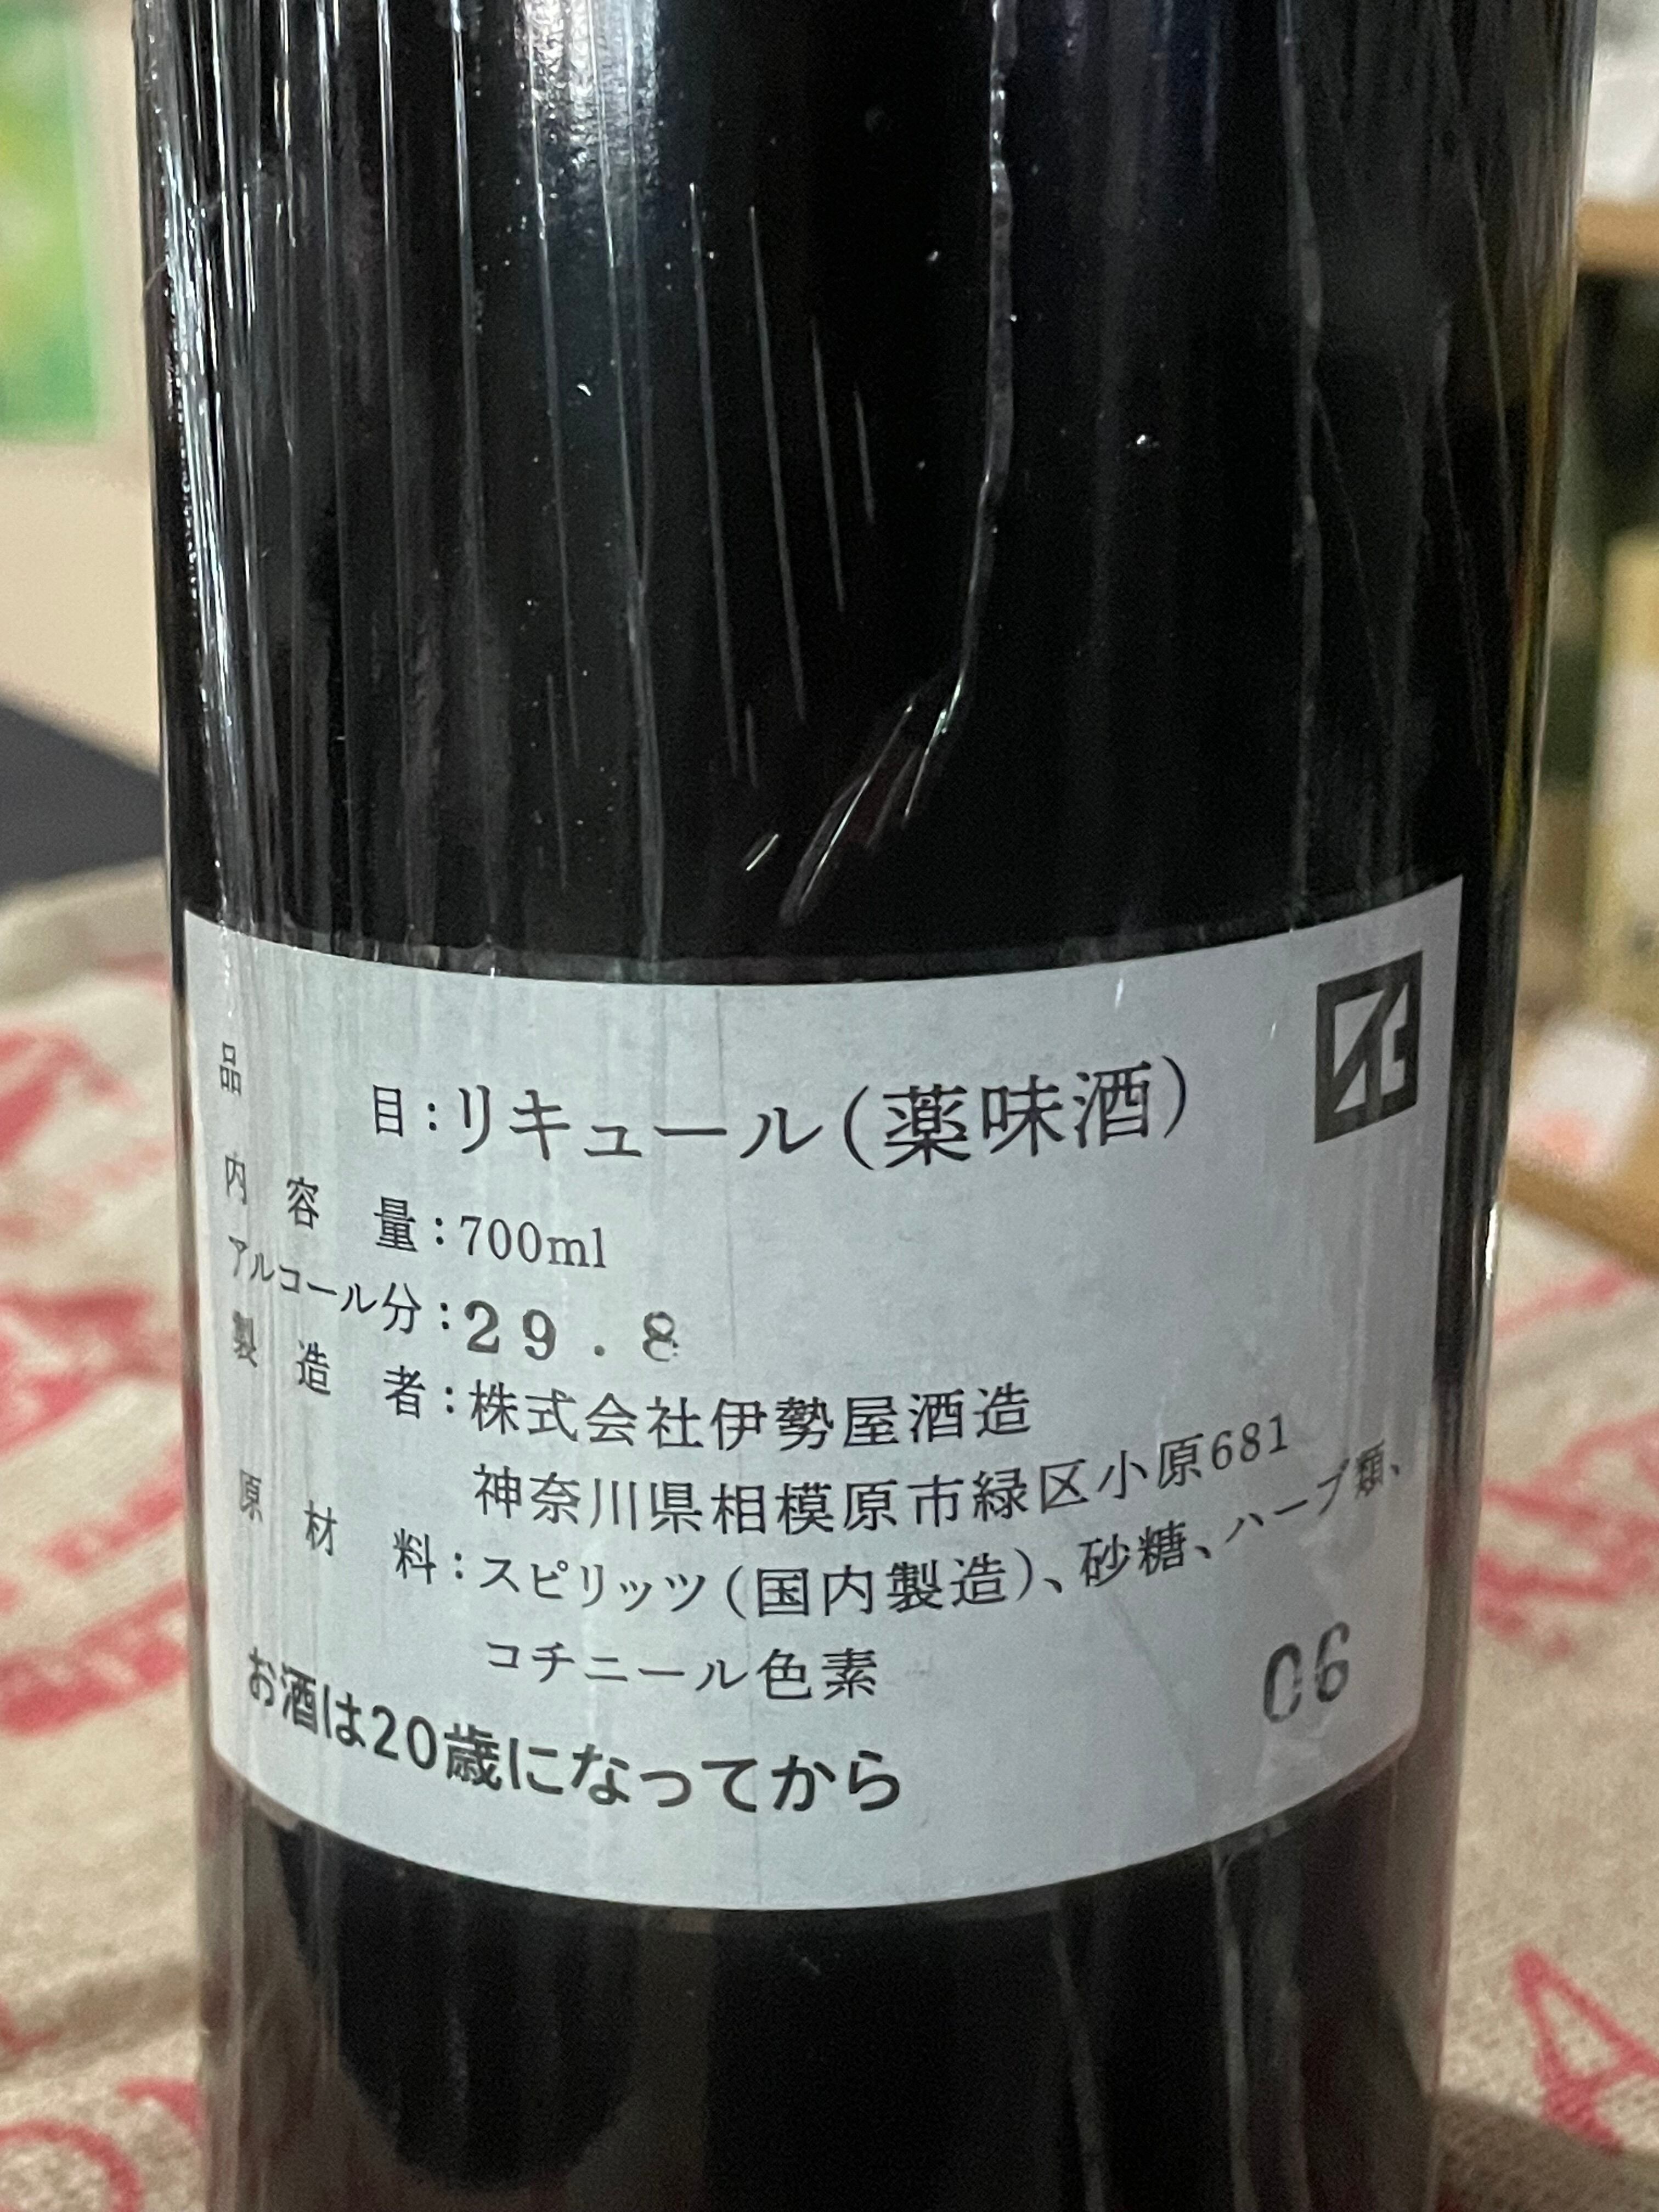 品目：リキュール（薬味酒）
内容量：700ml
アルコール分：29.8
製造者：株式会社伊勢屋酒造
神奈川県相模原市緑区小原681
原材料：スピリッツ（国内製造）、砂糖、ハーブ類、
コチニール色素
06
お酒は20歳になってから